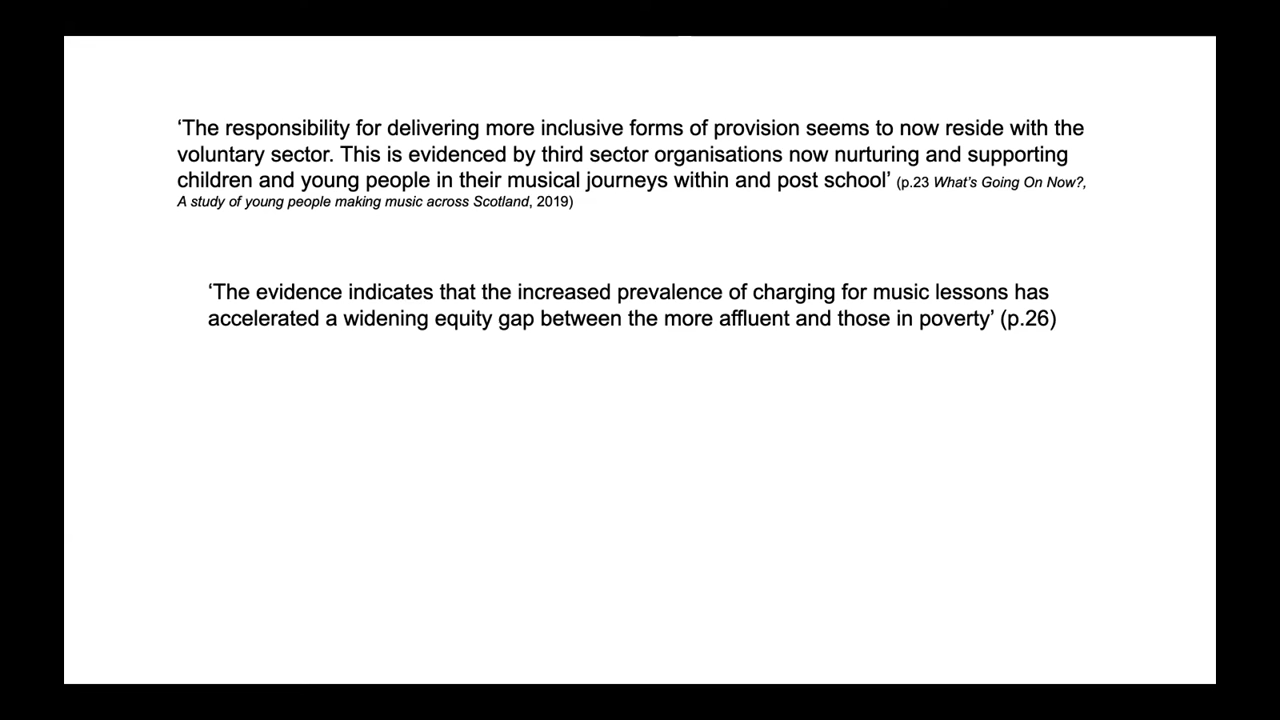 ‘The responsibility for delivering more inclusive forms of provision seems to now reside with the
voluntary sector. This is evidenced by third sector organisations now nurturing and supporting
children and young people in their musical journeys within and post school’ (p.23 What’s Going On Now?,
A study of young people making music across Scotland, 2019)
‘The evidence indicates that the increased prevalence of charging for music lessons has
accelerated a widening equity gap between the more affluent and those in poverty’ (p.26)